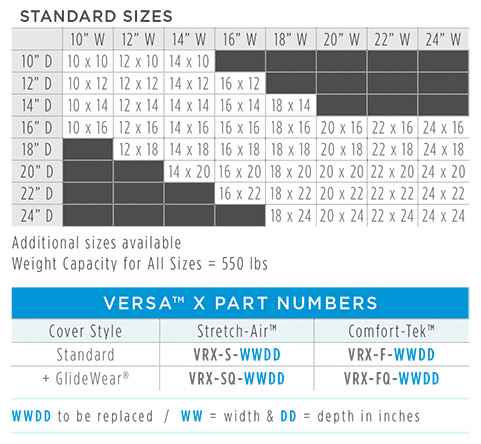 STANDARD SIZES
10” W 12” W 14” W 16” W 18” W 20” W 22” W 24” W
10” D 10 x 10 12 x 10 14 x 10
12” D 10 x 12 12 x 12 14 x 12 16 x 12
14” D 10 x 14 12 x 14 14 x 14 16 x 14 18 x 14
16” D 10 x 16 12 x 16 14 x 16 16 x 16 18 x 16 20 x 16 22 x 16 24 x 16
18” D 12 x 18 14 x 18 16 x 18 18 x 18 20 x 18 22 x 18 24 x 18
20” D 14 x 20 16 x 20 18 x 20 20 x 20 22 x 20 24 x 20
22” D 16 x 22 18 x 22 20 x 22 22 x 22 24 x 22
24” D 18 x 24 20 x 24 22 x 24 24 x 24
Additional sizes available
Weight Capacity for All Sizes = 550 lbs
VERSA™ X PART NUMBERS
Cover Style Stretch-Air™ Comfort-Tek™
Standard VRX-S-WWDD VRX-F-WWDD
+ GlideWear® VRX-SQ-WWDD VRX-FQ-WWDD
WWDD to be replaced / WW = width & DD = depth in inches